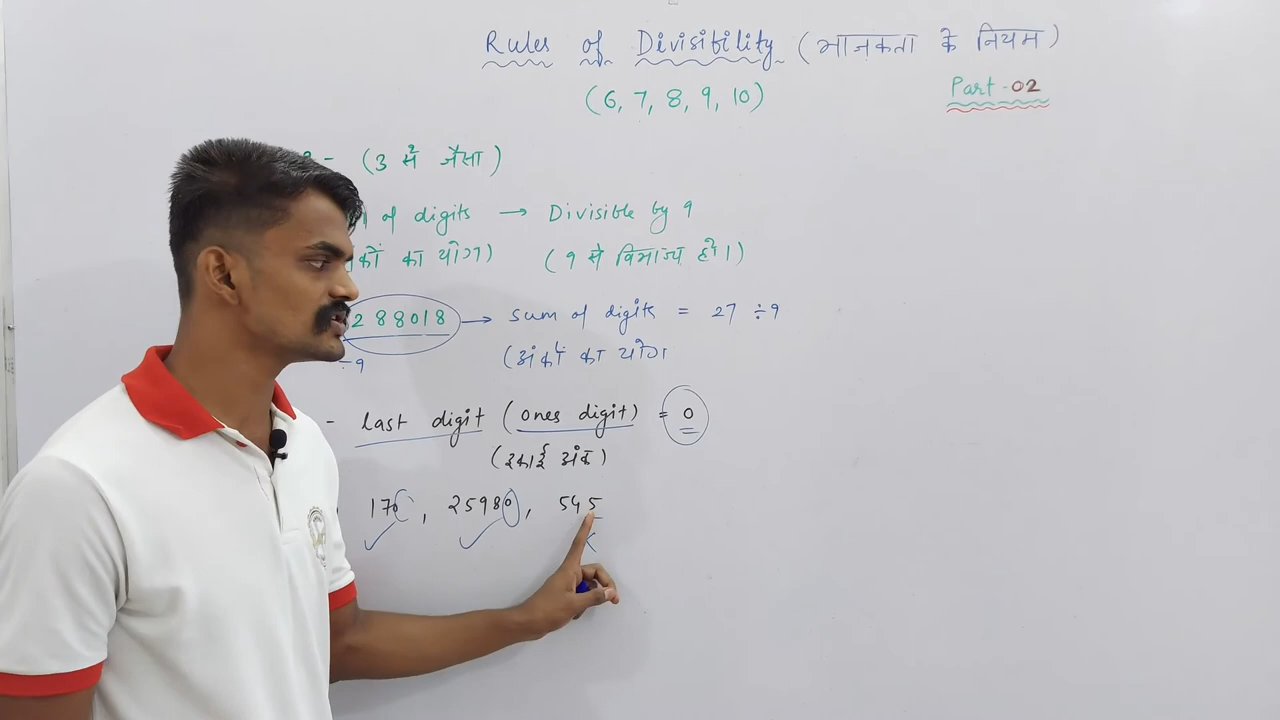 Rules of Divisibility (भाजकता के नियम)
(6, 7, 8, 9, 10)
Part-02
(3 से जैसा)
of digits → Divisible by 9
का योग) (9 से विभाज्य हो।)
288018 → sum of digits = 27 ÷9
÷9 (अंकों का योग
- last digit (ones digit) = 0
(इकाई अंक)
170, 25980, 545